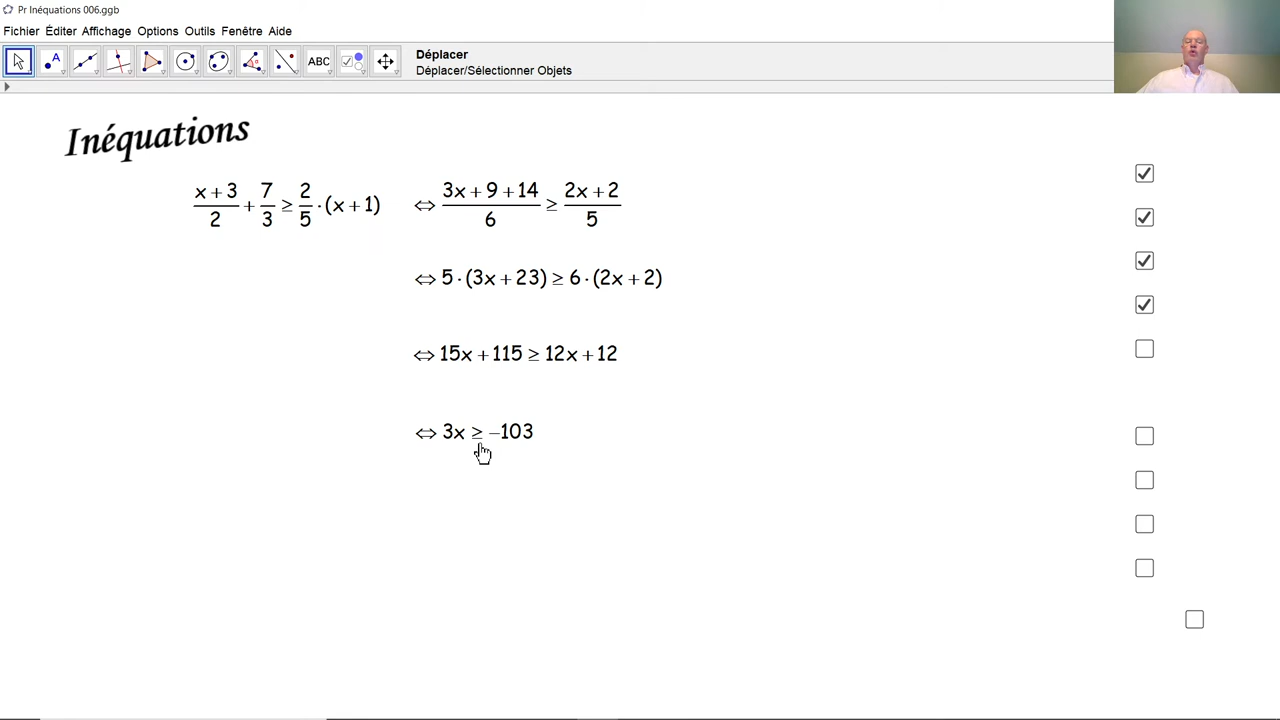 Pr Inéquations 006.ggb
Fichier Éditer Affichage Options Outils Fenêtre Aide
A ABC
Déplacer
Déplacer/Sélectionner Objets
Inéquations
(x + 3)/2 + 7/3 ≥ 2/5 · (x + 1) ⇔ (3x + 9 + 14)/6 ≥ (2x + 2)/5
⇔ 5 · (3x + 23) ≥ 6 · (2x + 2)
⇔ 15x + 115 ≥ 12x + 12
⇔ 3x ≥ −103